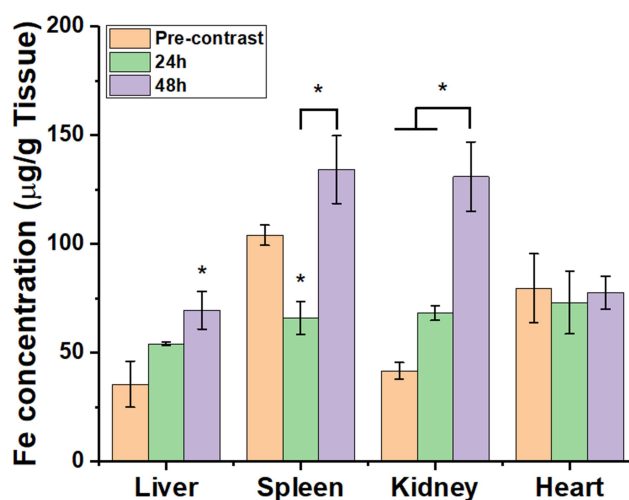 Fe concentration (μg/g Tissue)
200
150
100
50
0
Pre-contrast
24h
48h
*
*
*
*
Liver Spleen Kidney Heart